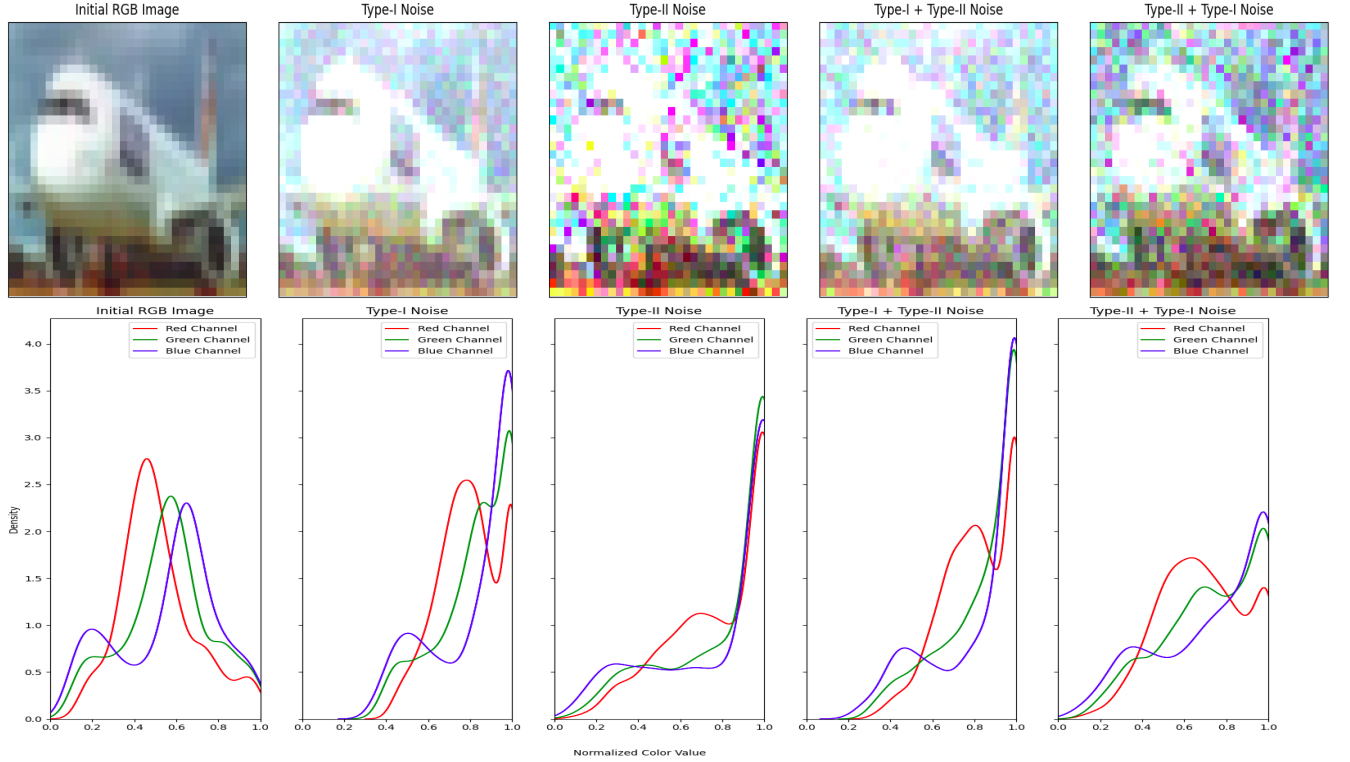 Initial RGB Image
Type-I Noise
Type-II Noise
Type-I + Type-II Noise
Type-II + Type-I Noise
Initial RGB Image
Type-I Noise
Type-II Noise
Type-I + Type-II Noise
Type-II + Type-I Noise
Red Channel
Green Channel
Blue Channel
Red Channel
Green Channel
Blue Channel
Red Channel
Green Channel
Blue Channel
Red Channel
Green Channel
Blue Channel
Red Channel
Green Channel
Blue Channel
4.0
3.5
3.0
2.5
2.0
1.5
1.0
0.5
0.0
Density
0.0 0.2 0.4 0.6 0.8 1.0
0.0 0.2 0.4 0.6 0.8 1.0
0.0 0.2 0.4 0.6 0.8 1.0
0.0 0.2 0.4 0.6 0.8 1.0
0.0 0.2 0.4 0.6 0.8 1.0
Normalized Color Value